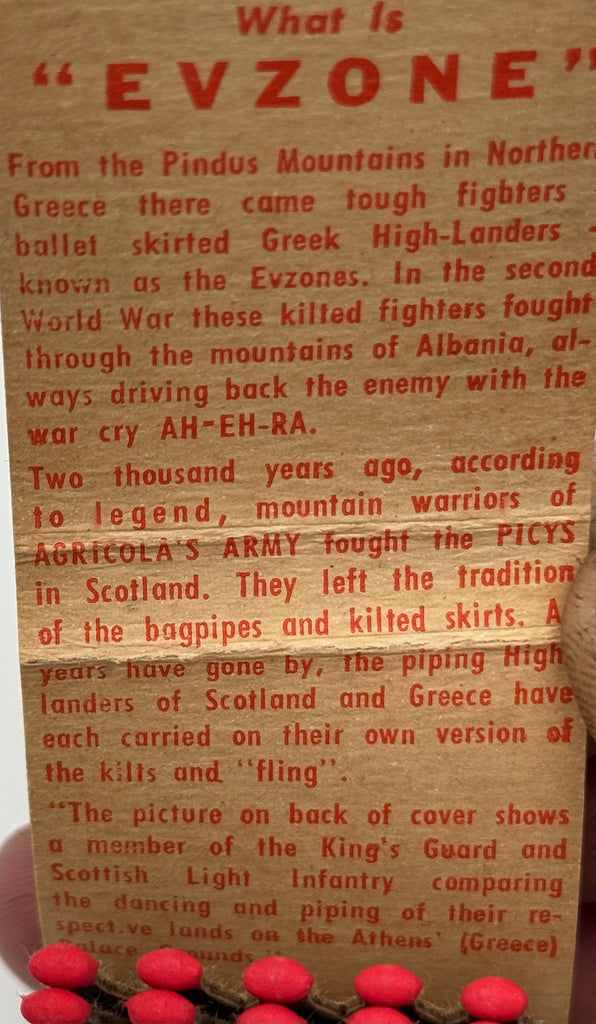 What Is
"EVZONE"
From the Pindus Mountains in Norther
Greece there came tough fighters
ballet skirted Greek High-Landers -
known as the Evzones. In the second
World War these kilted fighters fought
through the mountains of Albania, al-
ways driving back the enemy with the
war cry AH-EH-RA.
Two thousand years ago, according
to legend, mountain warriors of
AGRICOLA'S ARMY fought the PICYS
in Scotland. They left the tradition
of the bagpipes and kilted skirts. A
years have gone by, the piping High
landers of Scotland and Greece have
each carried on their own version of
the kilts and "fling".
"The picture on back of cover shows
a member of the King's Guard and
Scottish Light Infantry comparing
the dancing and piping of their re-
spect.ve lands on the Athens' (Greece)
Palace Grounds"